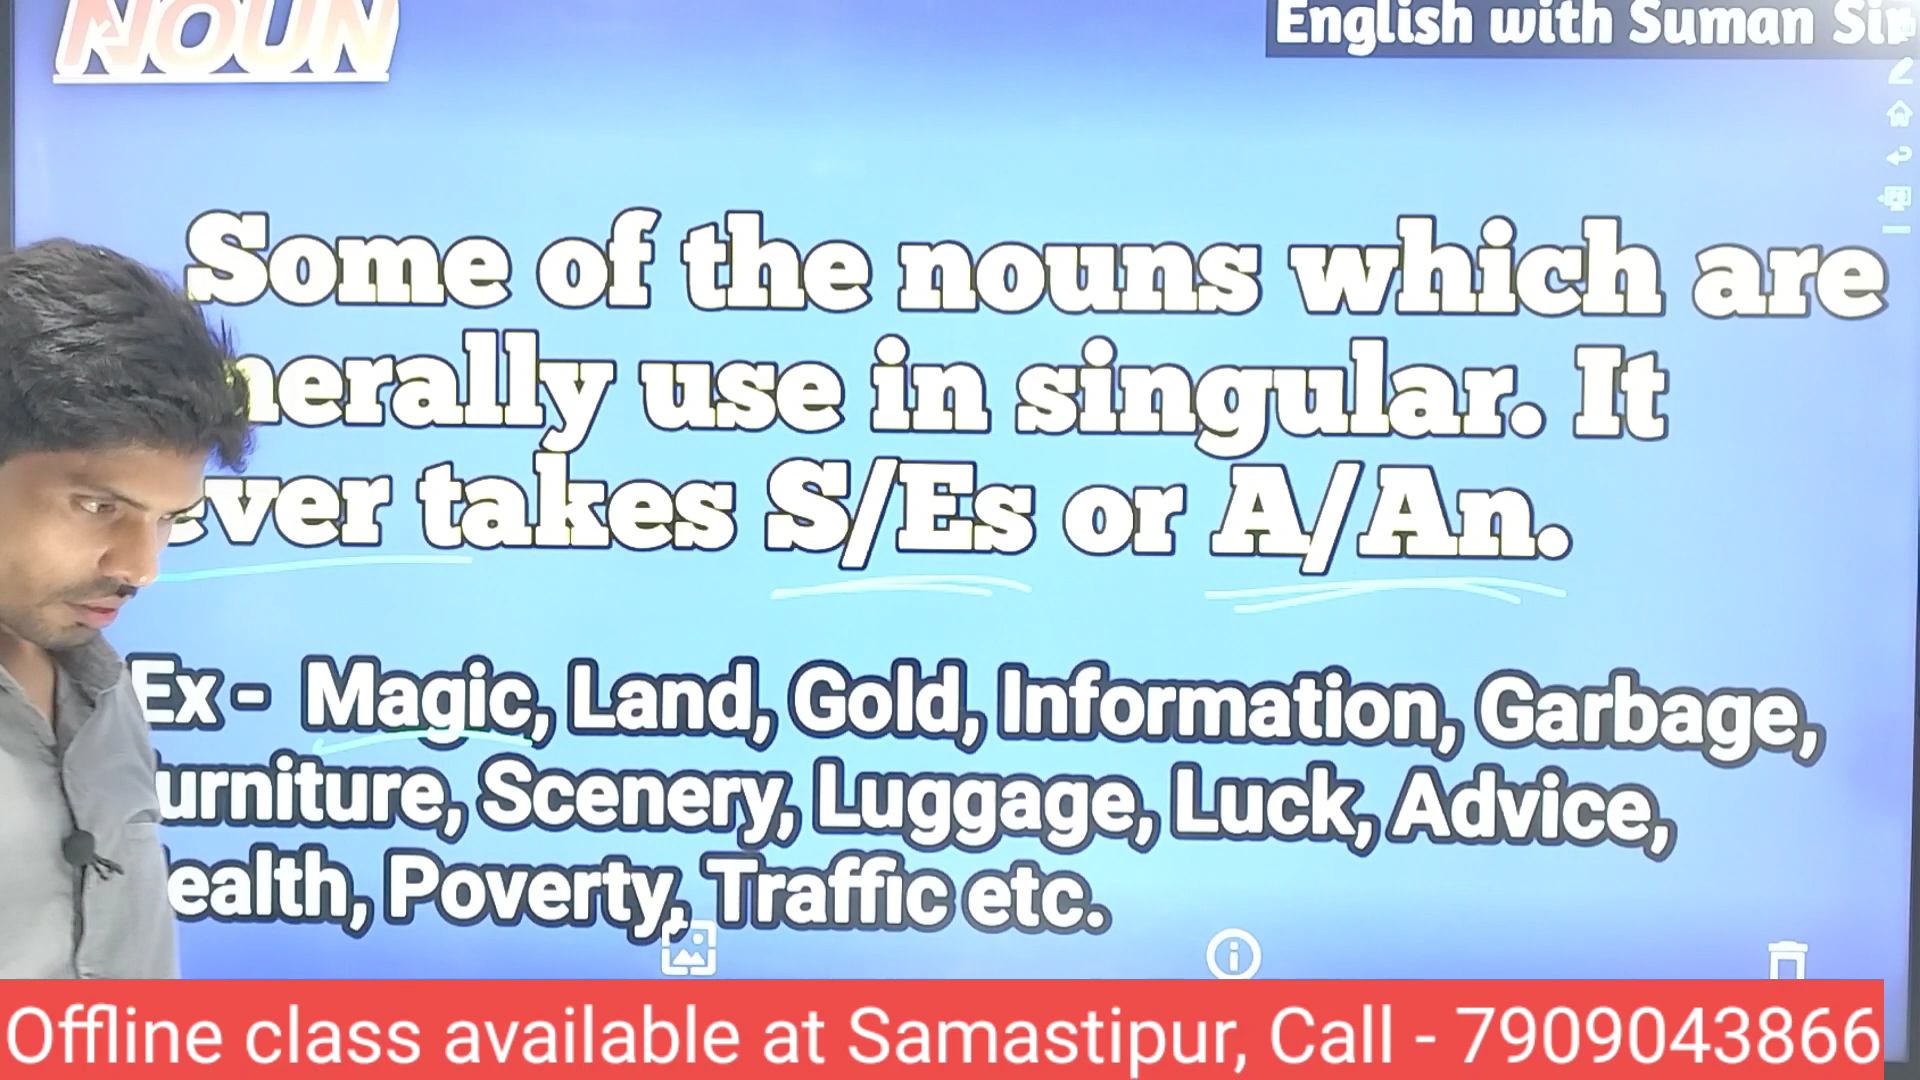 NOUN
English with Suman Sir
Some of the nouns which are
nerally use in singular. It
ever takes S/Es or A/An.
Ex - Magic, Land, Gold, Information, Garbage,
urniture, Scenery, Luggage, Luck, Advice,
ealth, Poverty, Traffic etc.
Offline class available at Samastipur, Call - 7909043866